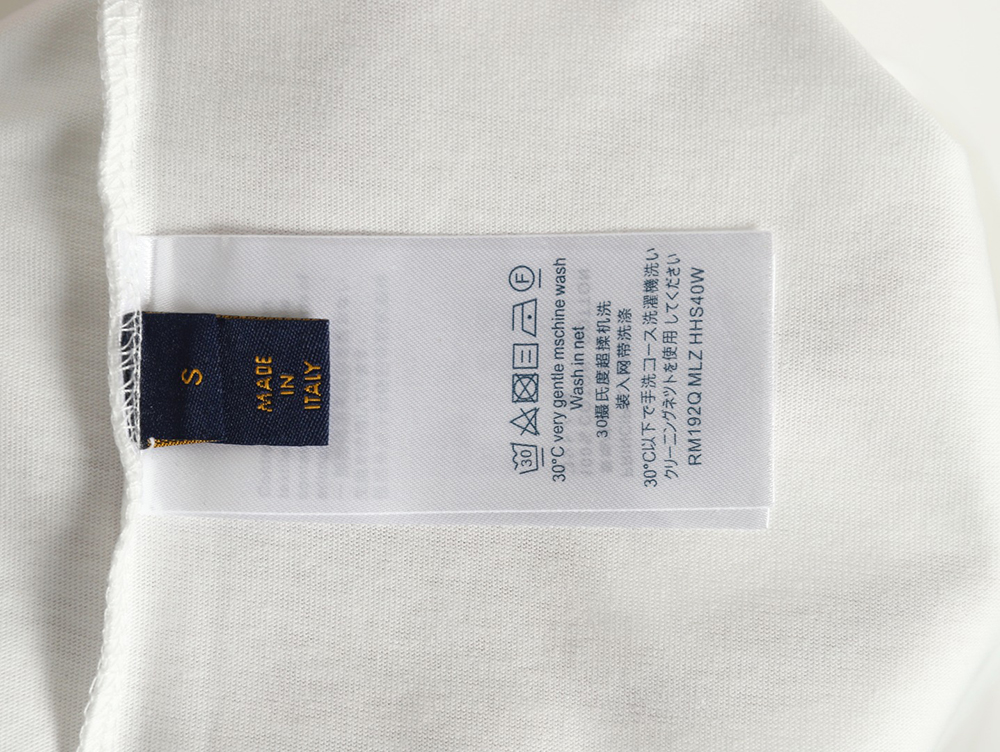 S
MADE
IN
ITALY
30 F
30°C very gentle mschine wash
Wash in net
30摄氏度超揉机洗
装入网带洗涤
30°C以下で手洗コース洗濯機洗い
クリーニングネツトを使用してください
RM192Q MLZ HHS40W